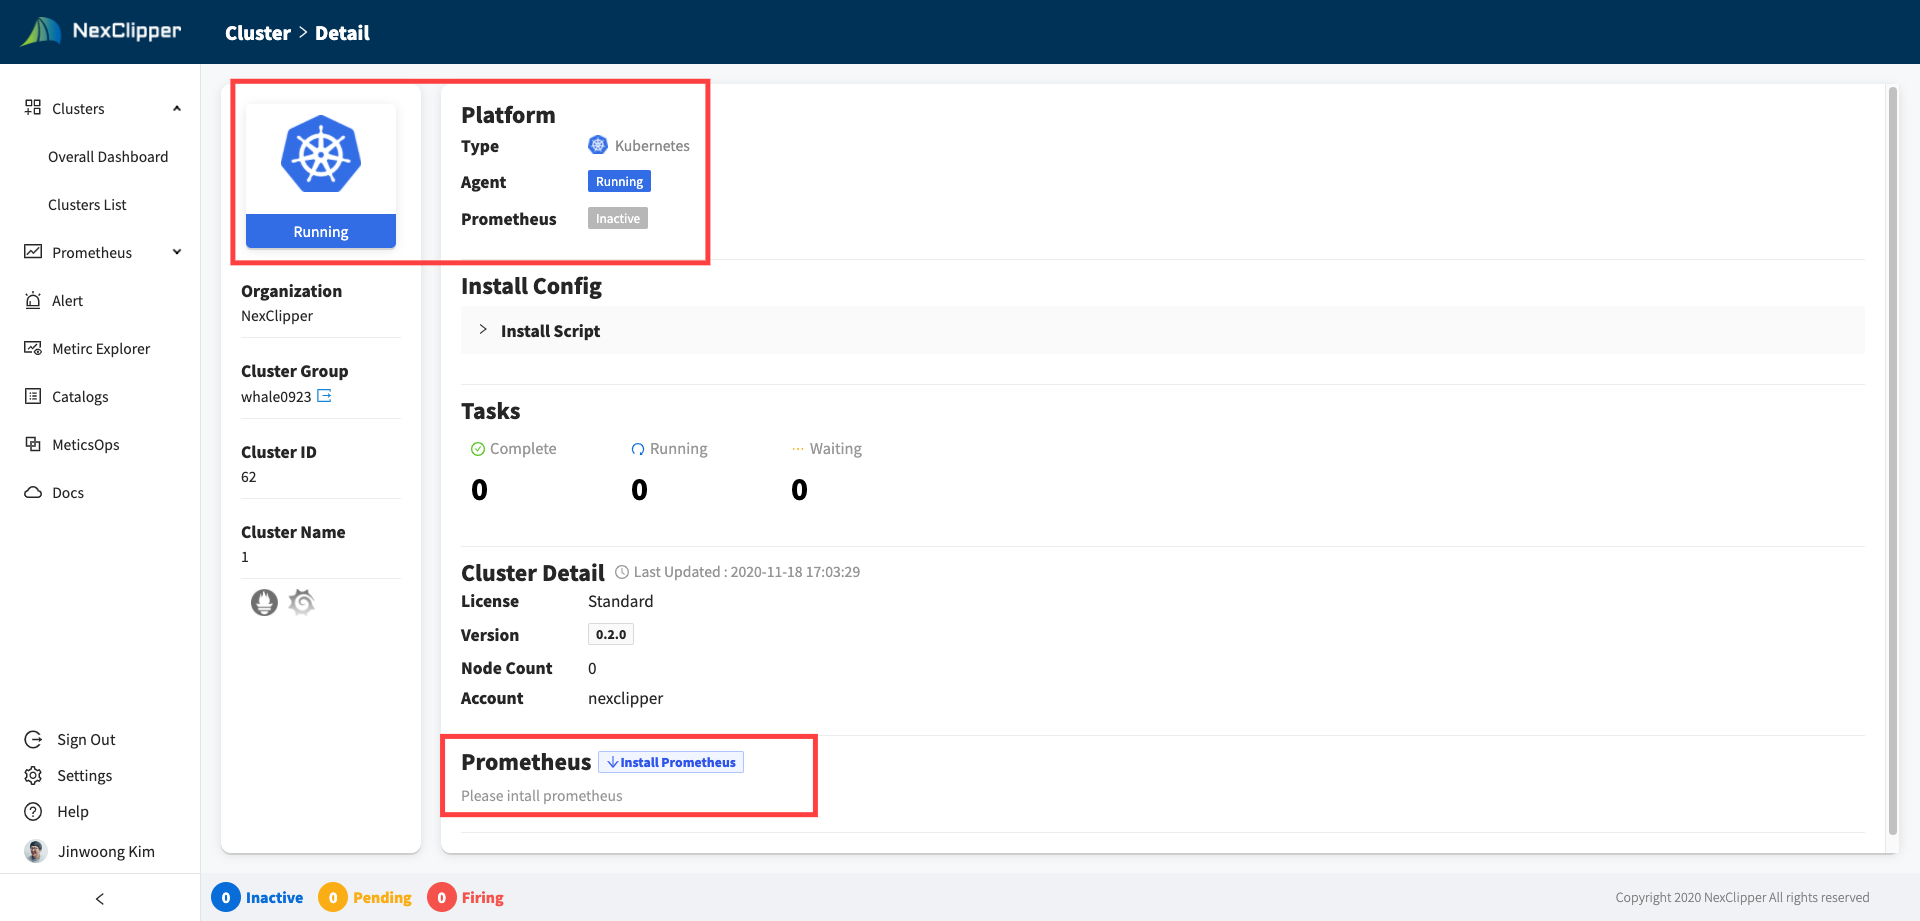 NexClipper
Cluster > Detail
Clusters
Overall Dashboard
Clusters List
Prometheus
Alert
Metirc Explorer
Catalogs
MeticsOps
Docs
Sign Out
Settings
Help
Jinwoong Kim
Running
Organization
NexClipper
Cluster Group
whale0923
Cluster ID
62
Cluster Name
1
Platform
Type Kubernetes
Agent Running
Prometheus Inactive
Install Config
> Install Script
Tasks
Complete Running Waiting
0 0 0
Cluster Detail Last Updated : 2020-11-18 17:03:29
License Standard
Version 0.2.0
Node Count 0
Account nexclipper
Prometheus Install Prometheus
Please intall prometheus
0 Inactive 0 Pending 0 Firing
Copyright 2020 NexClipper All rights reserved